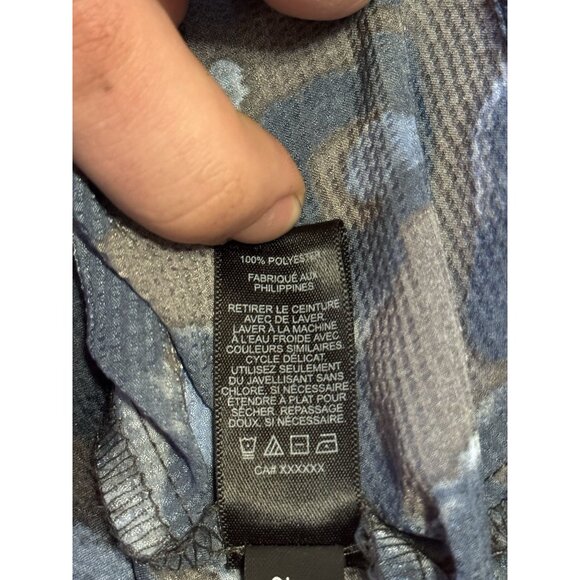 100% POLYESTER
FABRIQUÉ AUX
PHILIPPINES
RETIRER LE CEINTURE
AVEC DE LAVER
LAVER À LA MACHINE
À L'EAU FROIDE AVEC
COULEURS SIMILAIRES.
CYCLE DÉLICAT.
UTILISEZ SEULEMENT
DU JAVELLISANT SANS
CHLORE, SI NÉCESSAIRE
ÉTENDRE À PLAT POUR
SÉCHER. REPASSAGE
DOUX, SI NÉCESSAIRE.
CA# XXXXXX